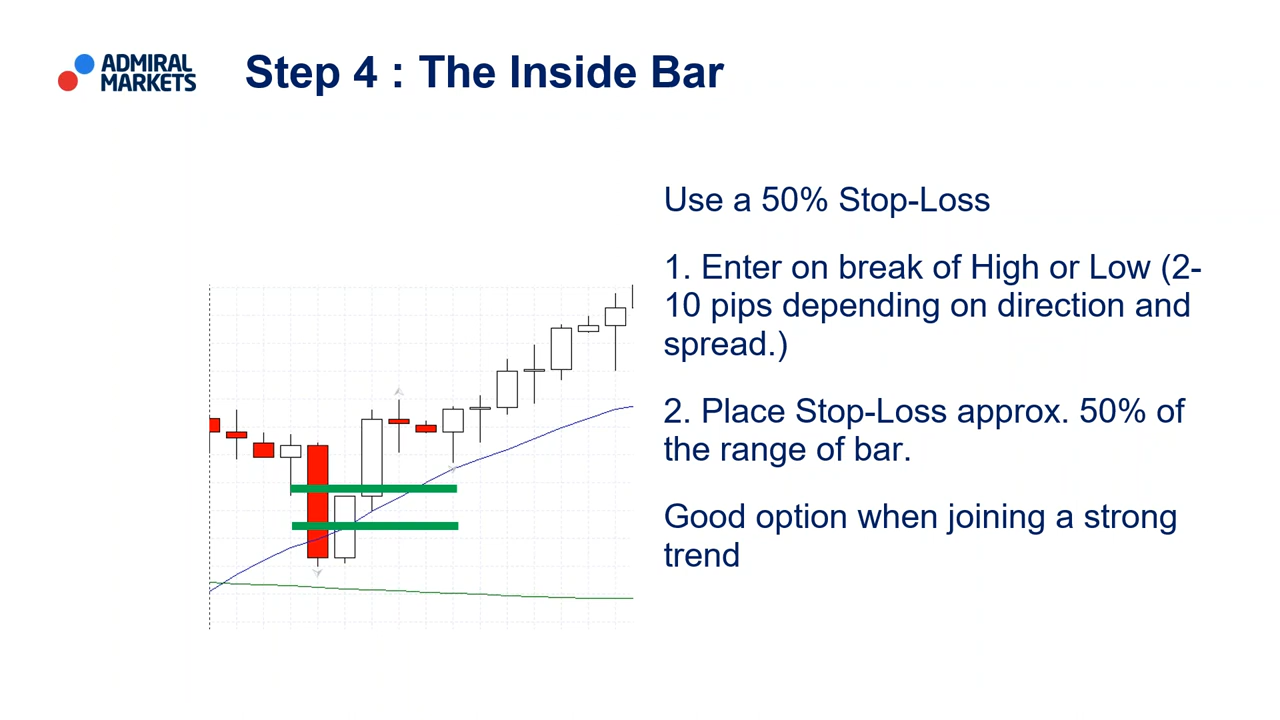 ADMIRAL
MARKETS
Step 4 : The Inside Bar
Use a 50% Stop-Loss
1. Enter on break of High or Low (2-
10 pips depending on direction and
spread.)
2. Place Stop-Loss approx. 50% of
the range of bar.
Good option when joining a strong
trend